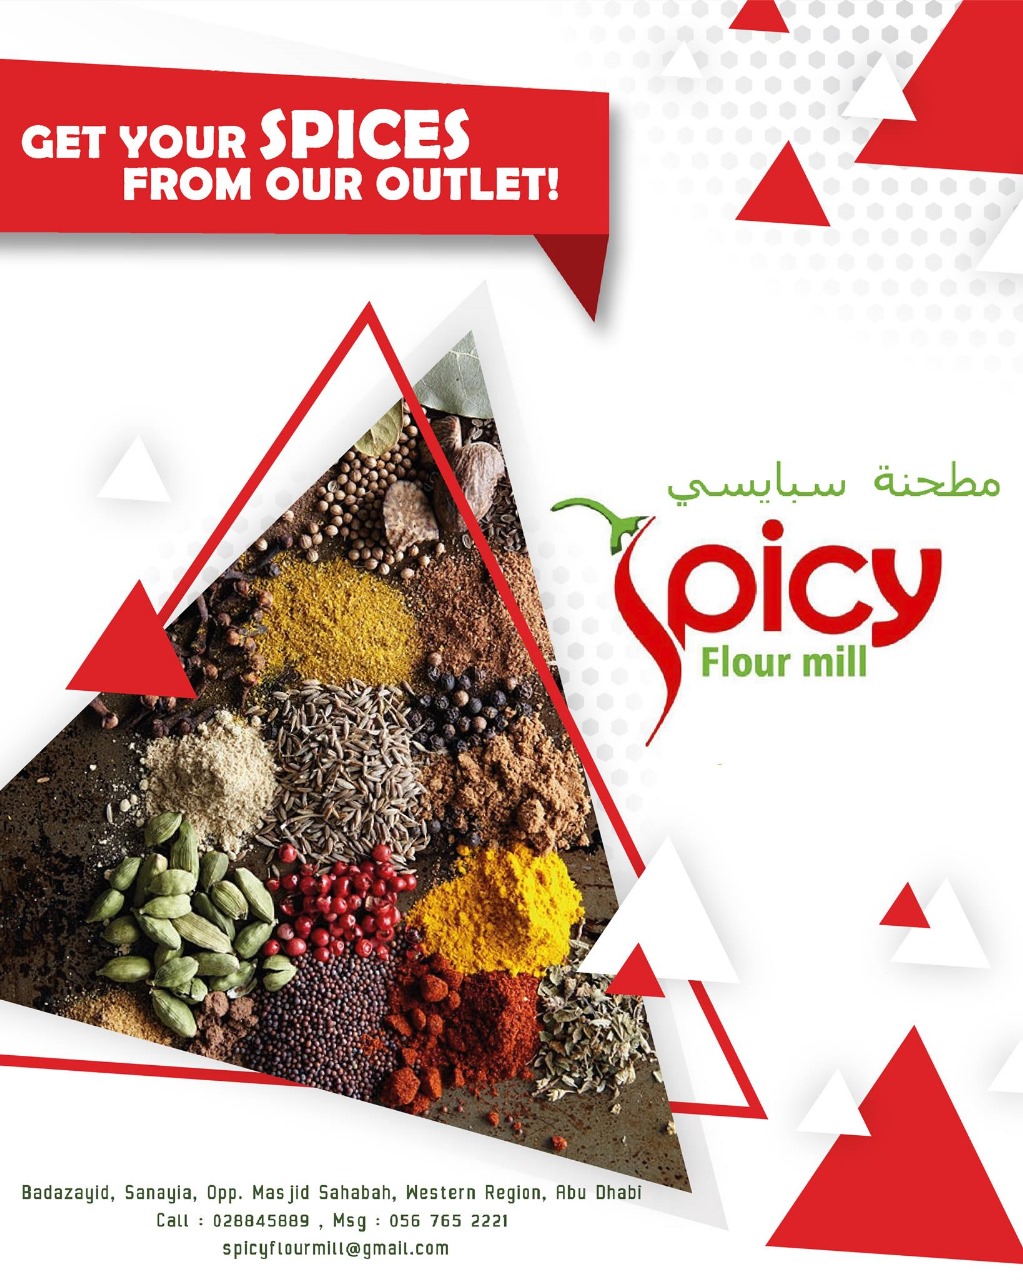 GET YOUR SPICES
FROM OUR OUTLET!
مطحنة سبايسي
Spicy
Flour mill
Badazayid, Sanayia, Opp. Masjid Sahabah, Western Region, Abu Dhabi
Call : 028845889 , Msg : 056 765 2221
spicyflourmill@gmail.com